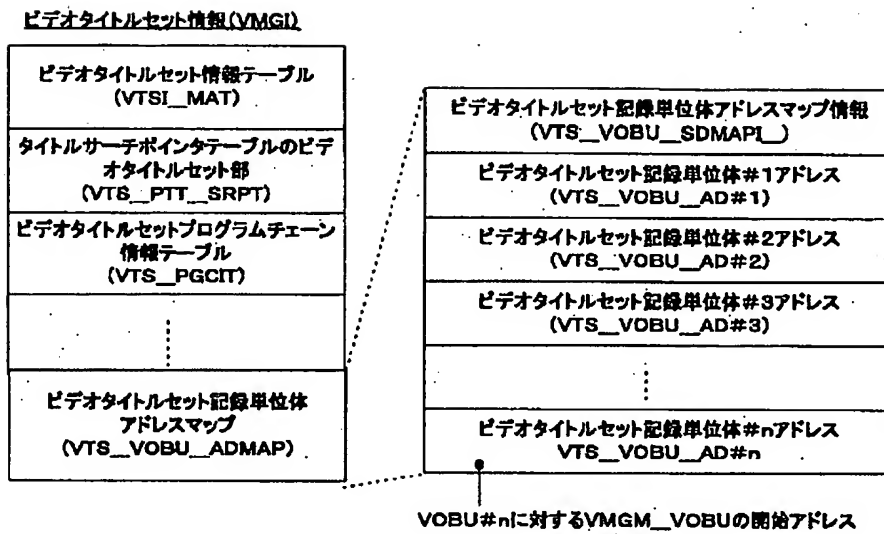 ビデオタイトルセット情報(VMGI)
ビデオタイトルセット情報テーブル
(VTSI__MAT)
タイトルサーチポインタテーブルのビデ
オタイトルセット部
(VTS__PTT__SRPT)
ビデオタイトルセットプログラムチェーン
情報テーブル
(VTS__PGCIT)
ビデオタイトルセット記録単位体
アドレスマップ
(VTS__VOBU__ADMAP)
ビデオタイトルセット記録単位体アドレスマップ情報
(VTS__VOBU__SDMAPI__)
ビデオタイトルセット記録単位体#1アドレス
(VTS__VOBU__AD#1)
ビデオタイトルセット記録単位体#2アドレス
(VTS__VOBU__AD#2)
ビデオタイトルセット記録単位体#3アドレス
(VTS__VOBU__AD#3)
ビデオタイトルセット記録単位体#nアドレス
VTS__VOBU__AD#n
VOBU#nに対するVMGM__VOBUの開始アドレス